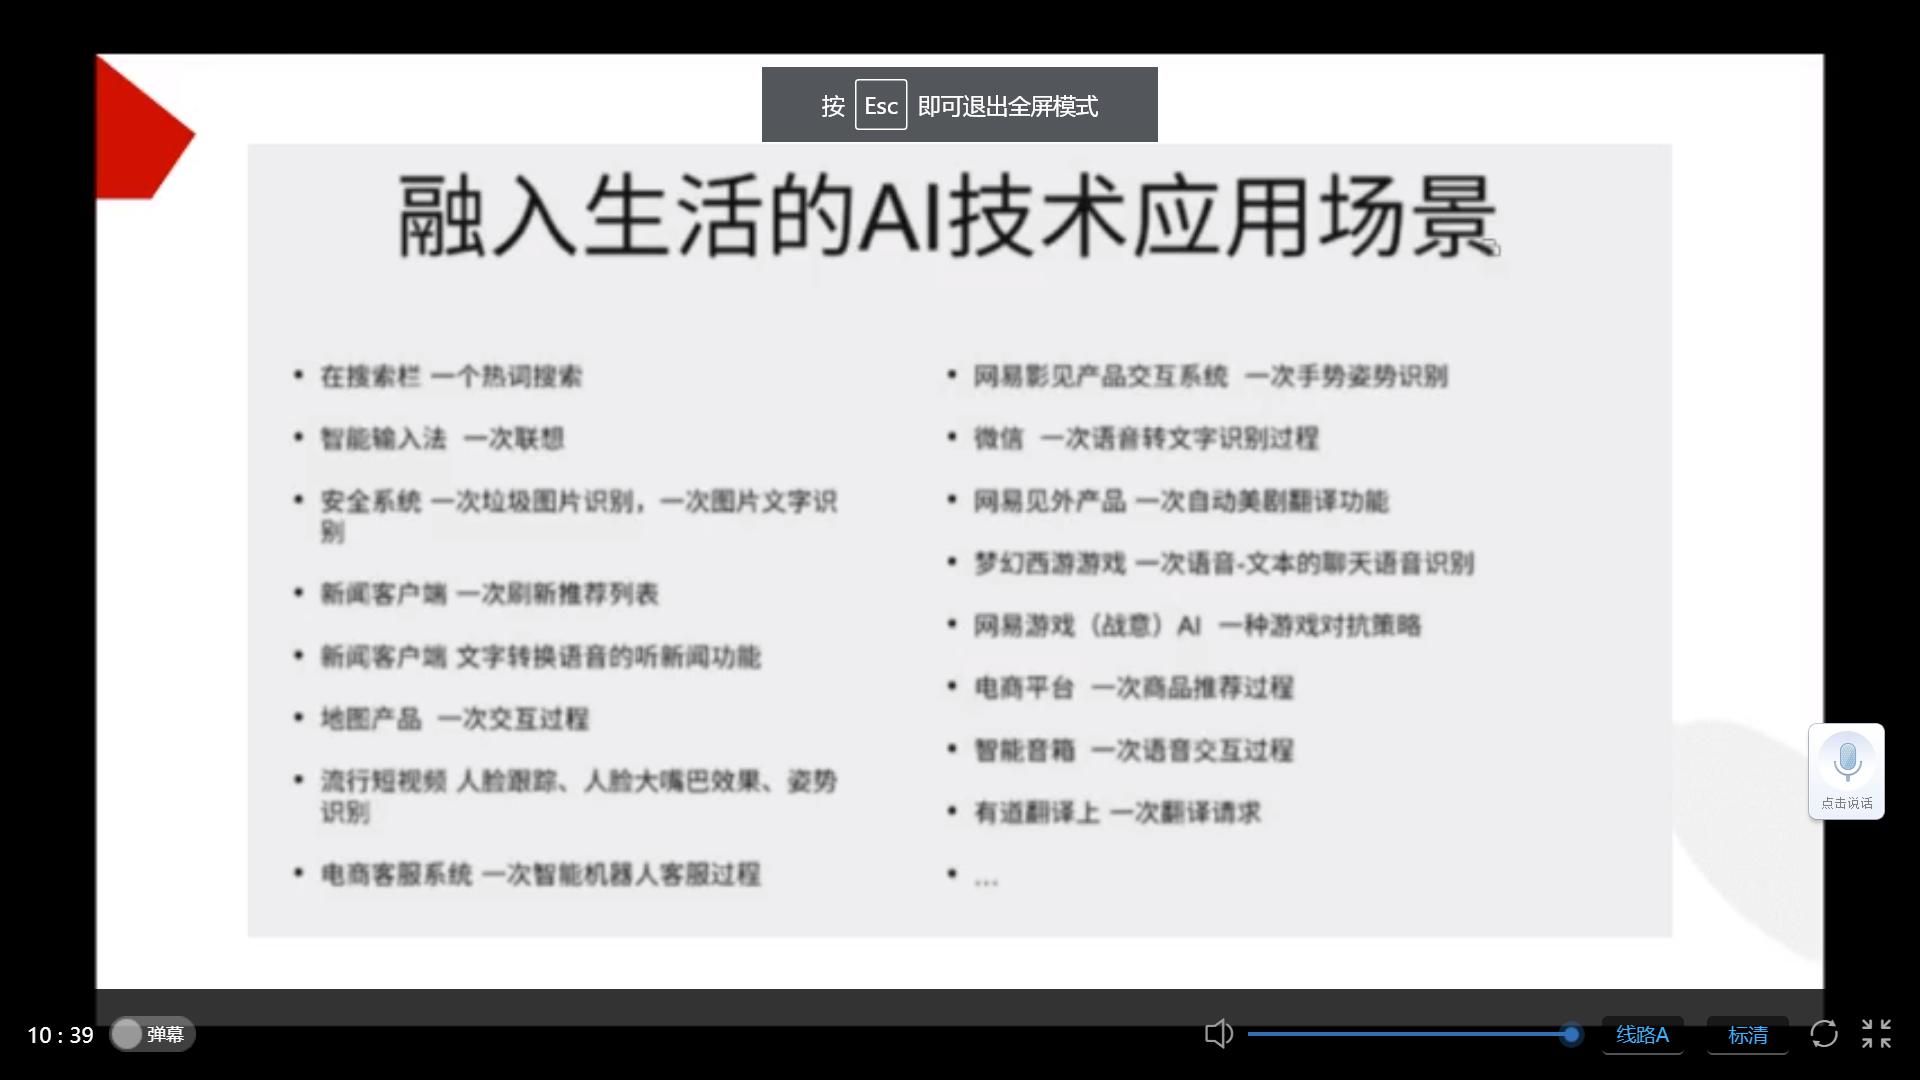 按 Esc 即可退出全屏模式
融入生活的AI技术应用场景
• 在搜索栏 一个热词搜索
• 智能输入法 一次联想
• 安全系统 一次垃圾图片识别，一次图片文字识
别
• 新闻客户端 一次刷新推荐列表
• 新闻客户端 文字转换语音的听新闻功能
• 地图产品 一次交互过程
• 流行短视频 人脸跟踪、人脸大嘴巴效果、姿势
识别
• 电商客服系统 一次智能机器人客服过程
• 网易影见产品交互系统 一次手势姿势识别
• 微信 一次语音转文字识别过程
• 网易见外产品 一次自动美剧翻译功能
• 梦幻西游游戏 一次语音-文本的聊天语音识别
• 网易游戏（战意）AI 一种游戏对抗策略
• 电商平台 一次商品推荐过程
• 智能音箱 一次语音交互过程
• 有道翻译上 一次翻译请求
• ...
点击说话
10 : 39 弹幕
线路A 标清